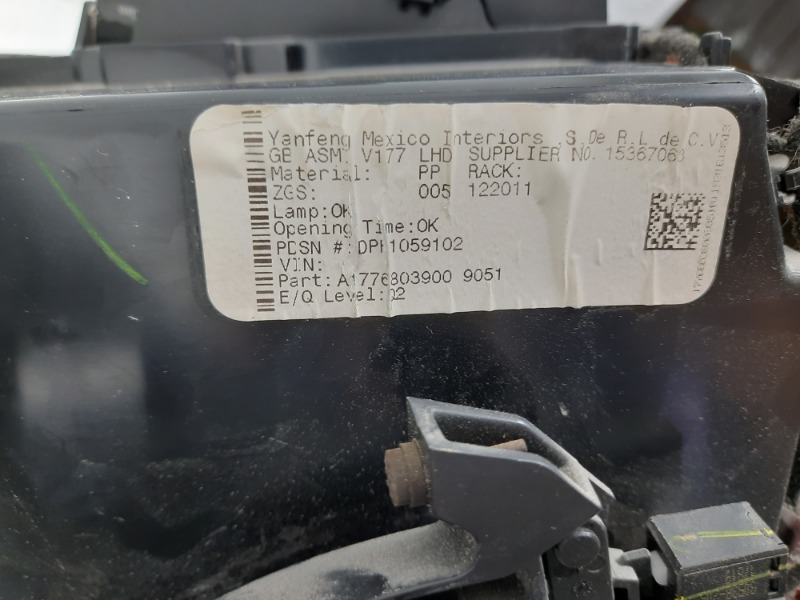 Yanfeng Mexico Interiors ,S.De R.L.de C.V
GB ASM. V177 LHD SUPPLIER NO. 15367063
Material: PP RACK:
ZGS: 005 122011
Lamp:OK
Opening Time:OK
PDSN #:DPH1059102
VIN:
Part: A1776803900 9051
E/Q Level:02